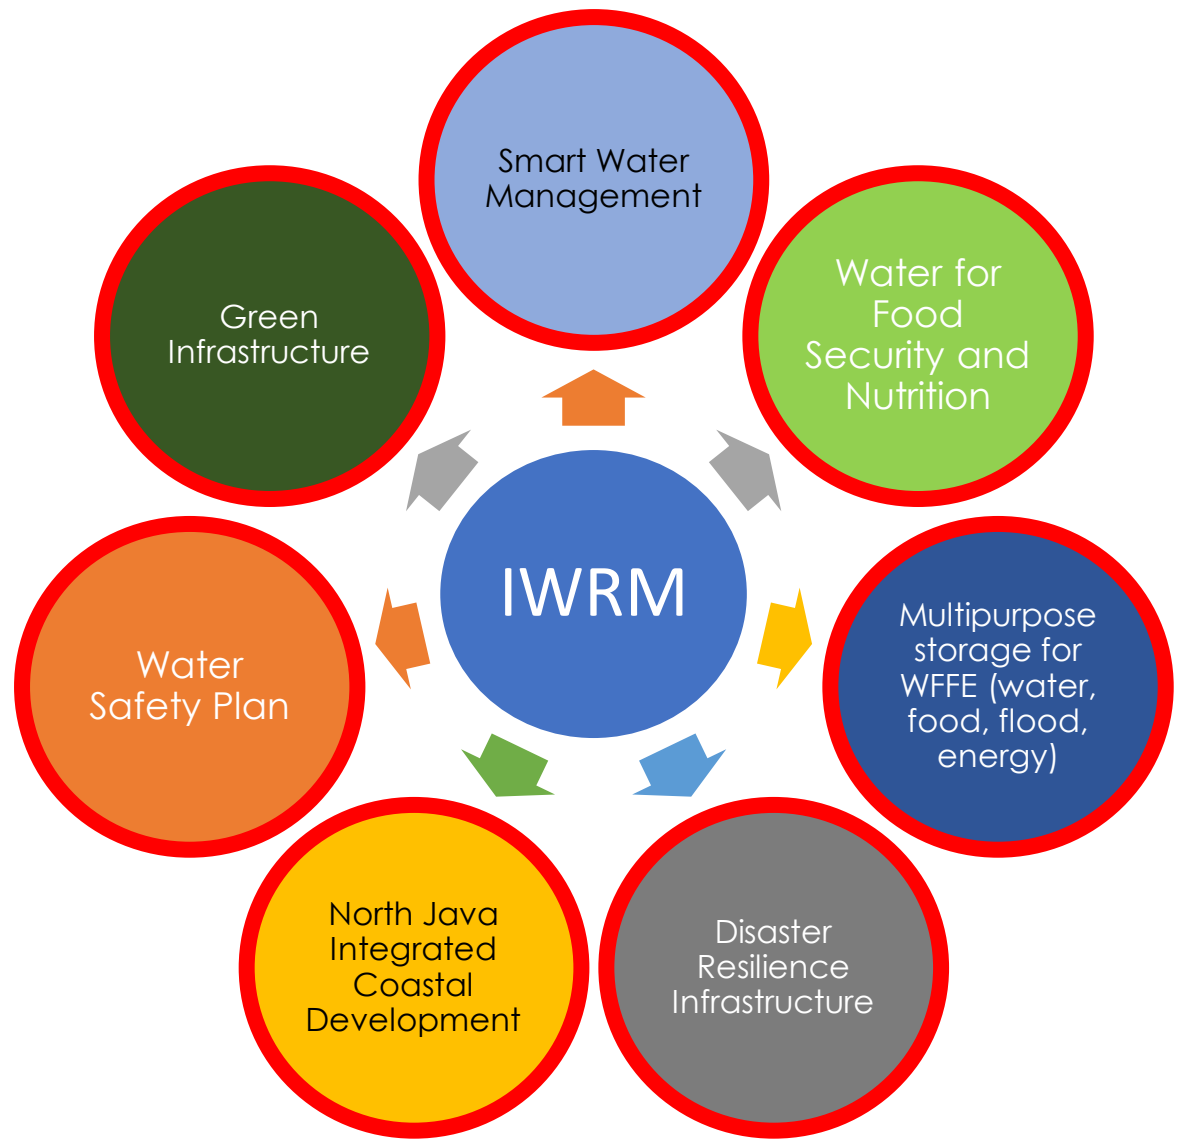 Smart Water
Management
Water for
Food
Security and
Nutrition
Multipurpose
storage for
WFFE (water,
food, flood,
energy)
Disaster
Resilience
Infrastructure
North Java
Integrated
Coastal
Development
Water
Safety Plan
Green
Infrastructure
IWRM